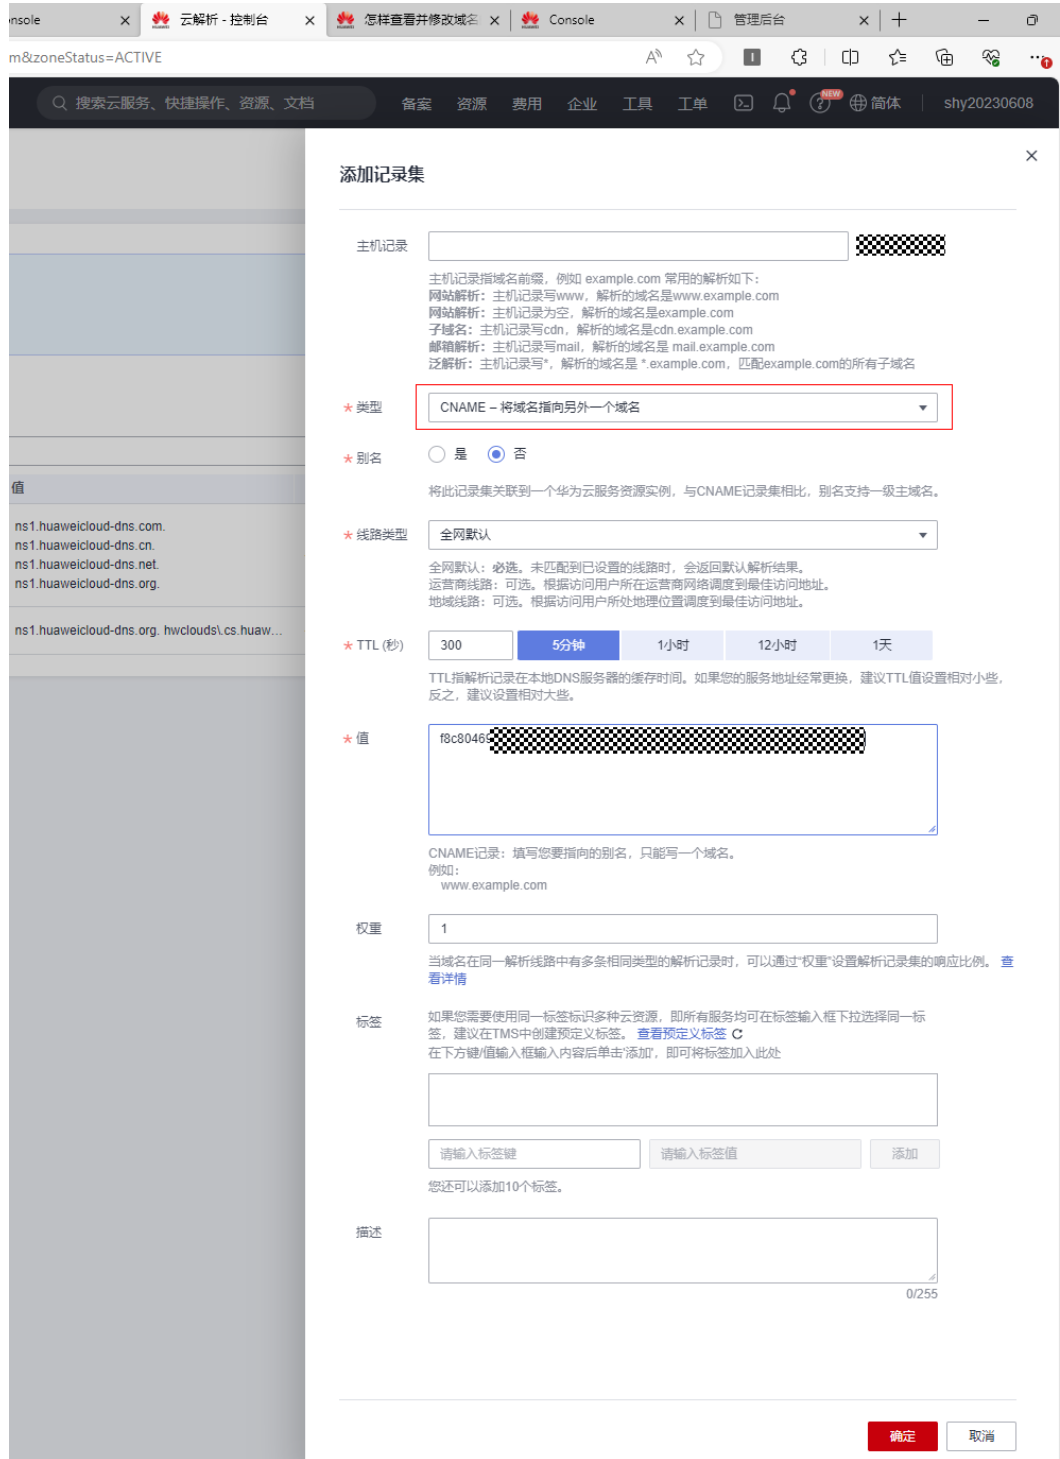 nsole
云解析 - 控制台
怎样查看并修改域名
Console
管理后台
m&zoneStatus=ACTIVE
搜索云服务、快捷操作、资源、文档
备案 资源 费用 企业 工具 工单
NEW
简体
shy20230608
添加记录集
主机记录
主机记录指域名前缀，例如 example.com 常用的解析如下：
网站解析：主机记录写www，解析的域名是www.example.com
网站解析：主机记录为空，解析的域名是example.com
子域名：主机记录写cdn，解析的域名是cdn.example.com
邮箱解析：主机记录写mail，解析的域名是 mail.example.com
泛解析：主机记录写*，解析的域名是 *.example.com，匹配example.com的所有子域名
★ 类型
CNAME – 将域名指向另外一个域名
★ 别名
是 否
将此记录集关联到一个华为云服务资源实例，与CNAME记录集相比，别名支持一级主域名。
值
ns1.huaweicloud-dns.com.
ns1.huaweicloud-dns.cn.
ns1.huaweicloud-dns.net.
ns1.huaweicloud-dns.org.
ns1.huaweicloud-dns.org. hwclouds\.cs.huaw...
★ 线路类型
全网默认
全网默认：必选。未匹配到已设置的线路时，会返回默认解析结果。
运营商线路：可选。根据访问用户所在运营商网络调度到最佳访问地址。
地域线路：可选。根据访问用户所处地理位置调度到最佳访问地址。
★ TTL (秒)
300 5分钟 1小时 12小时 1天
TTL指解析记录在本地DNS服务器的缓存时间。如果您的服务地址经常更换，建议TTL值设置相对小些，
反之，建议设置相对大些。
★ 值
f8c80469
CNAME记录：填写您要指向的别名，只能写一个域名。
例如：
www.example.com
权重
1
当域名在同一解析线路中有多条相同类型的解析记录时，可以通过“权重”设置解析记录集的响应比例。 查
看详情
标签
如果您需要使用同一标签标识多种云资源，即所有服务均可在标签输入框下拉选择同一标
签，建议在TMS中创建预定义标签。 查看预定义标签
在下方键/值输入框输入内容后单击'添加'，即可将标签加入此处
请输入标签键 请输入标签值 添加
您还可以添加10个标签。
描述
0/255
确定 取消